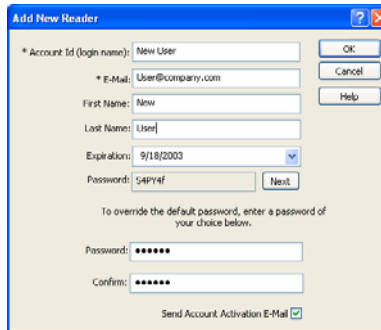 Add New Reader
* Account Id (login name): New User
OK
* E-Mail: User@company.com
Cancel
First Name: New
Help
Last Name: User
Expiration: 9/18/2003
Password: S4PY4f Next
To override the default password, enter a password of
your choice below.
Password: ••••••
Confirm: ••••••
Send Account Activation E-Mail